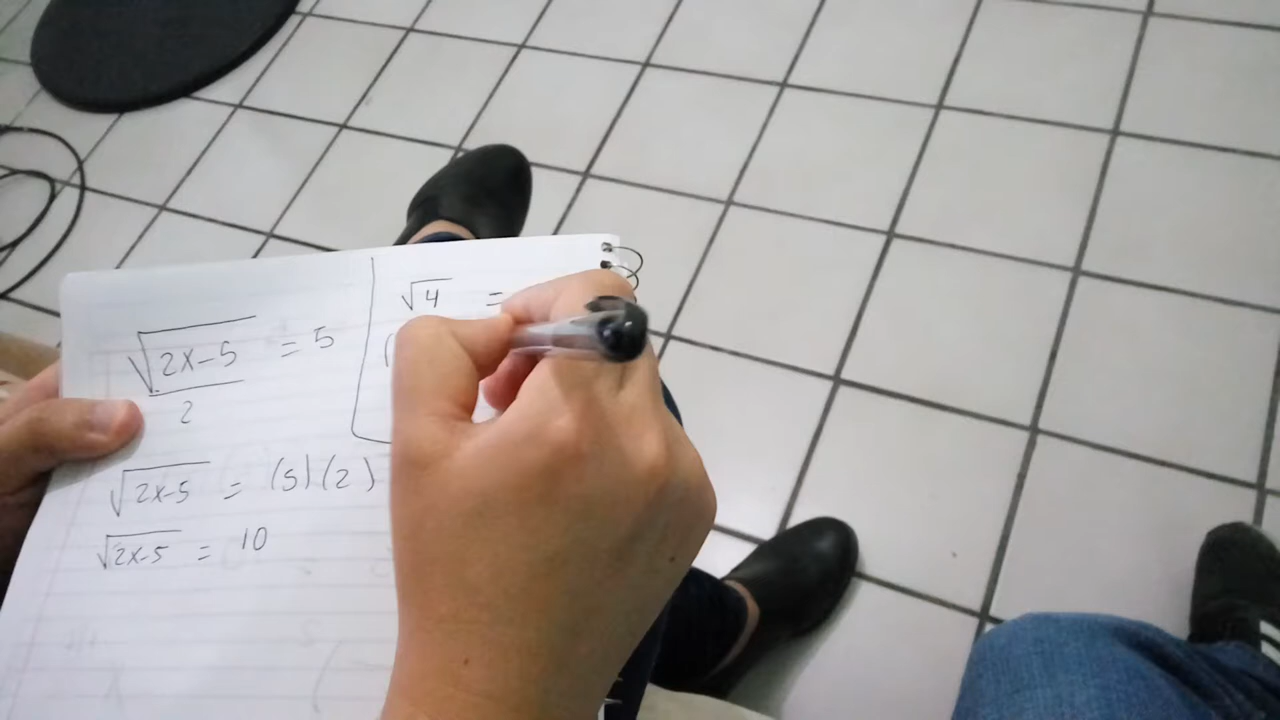 √(2x-5) / 2 = 5
√(2x-5) = (5)(2)
√(2x-5) = 10
√4 =
(